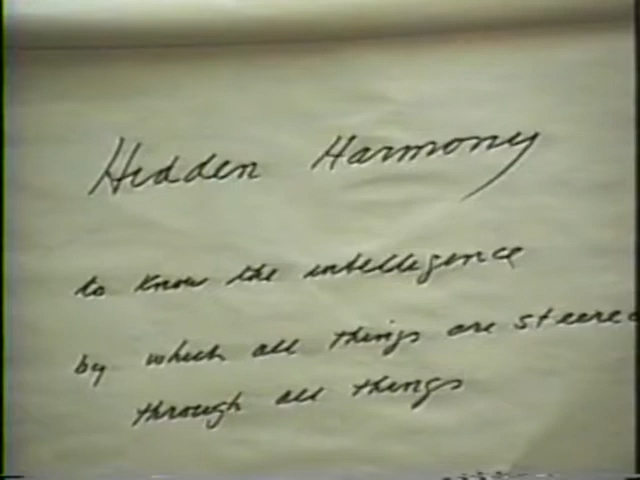 Hidden Harmony
to know the intelligence
by which all things are steered
through all things